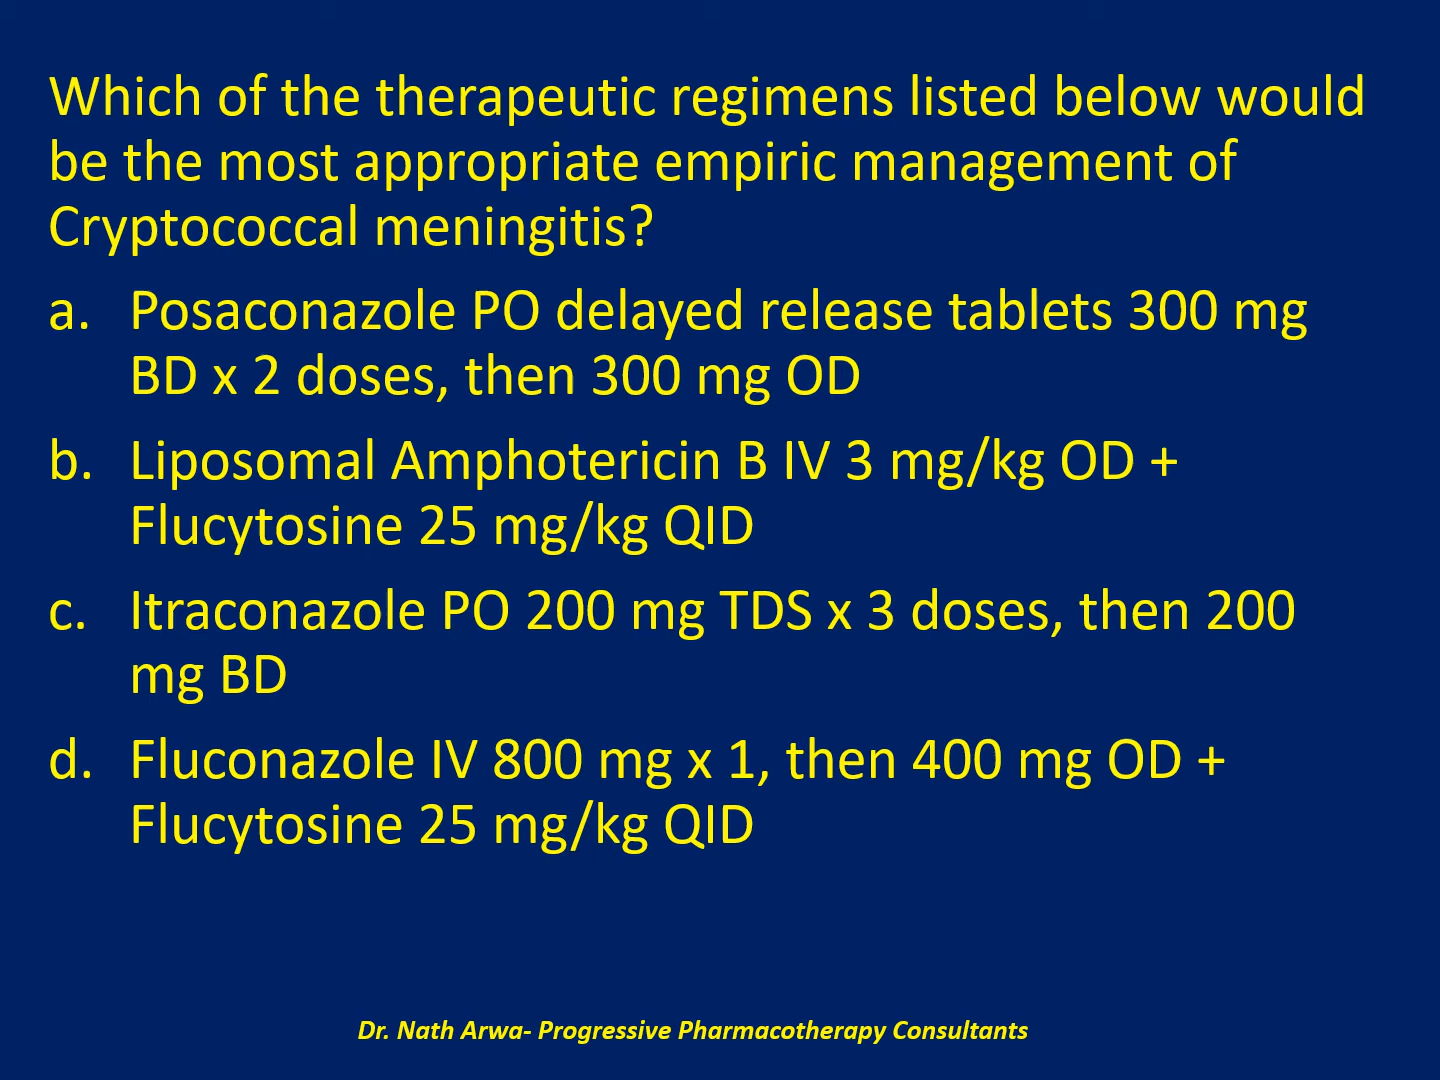 Which of the therapeutic regimens listed below would
be the most appropriate empiric management of
Cryptococcal meningitis?
a. Posaconazole PO delayed release tablets 300 mg
BD x 2 doses, then 300 mg OD
b. Liposomal Amphotericin B IV 3 mg/kg OD +
Flucytosine 25 mg/kg QID
c. Itraconazole PO 200 mg TDS x 3 doses, then 200
mg BD
d. Fluconazole IV 800 mg x 1, then 400 mg OD +
Flucytosine 25 mg/kg QID
Dr. Nath Arwa- Progressive Pharmacotherapy Consultants